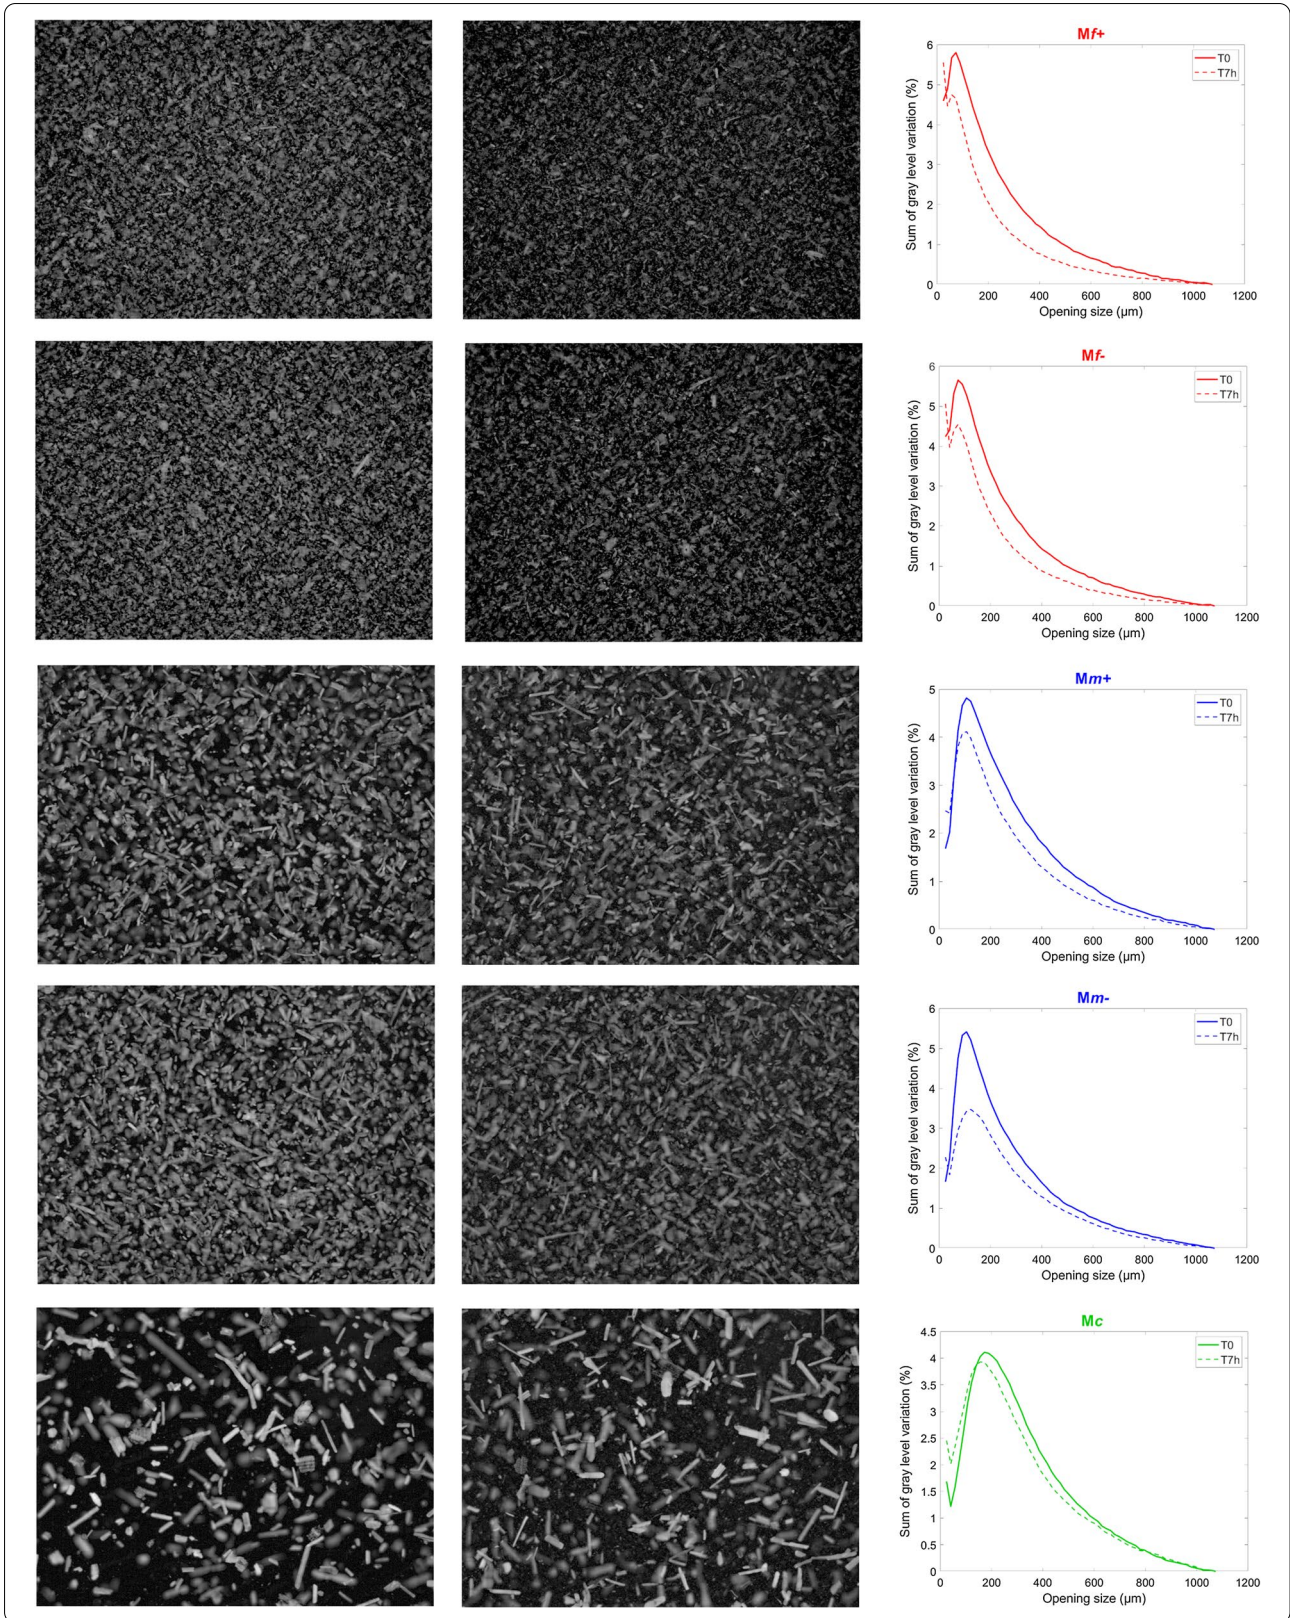 Mf+
Sum of gray level variation (%)
6
5
4
3
2
1
0
T0
T7h
0 200 400 600 800 1000 1200
Opening size (µm)
Mf-
Sum of gray level variation (%)
6
5
4
3
2
1
0
T0
T7h
0 200 400 600 800 1000 1200
Opening size (µm)
Mm+
Sum of gray level variation (%)
5
4
3
2
1
0
T0
T7h
0 200 400 600 800 1000 1200
Opening size (µm)
Mm-
Sum of gray level variation (%)
6
5
4
3
2
1
0
T0
T7h
0 200 400 600 800 1000 1200
Opening size (µm)
Mc
Sum of gray level variation (%)
4.5
4
3.5
3
2.5
2
1.5
1
0.5
0
T0
T7h
0 200 400 600 800 1000 1200
Opening size (µm)